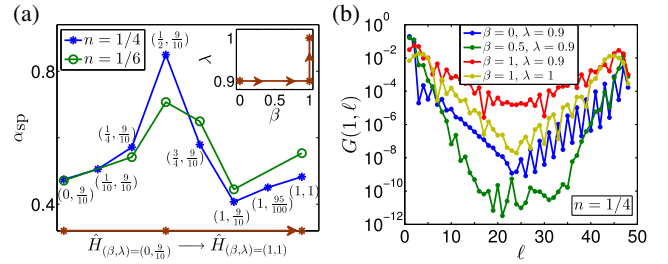 (a)
n = 1/4
n = 1/6
0.8
0.4
α_sp
(1/2, 9/10)
1
0.9
λ
0 0.5 1
β
(0, 9/10)
(1/10, 9/10)
(1/4, 9/10)
(3/4, 9/10)
(1, 9/10)
(1, 95/100)
(1, 1)
Ĥ_(β,λ)=(0,9/10) ⟶ Ĥ_(β,λ)=(1,1)
(b)
10^0
10^-2
10^-4
10^-6
10^-8
10^-10
10^-12
G(1,ℓ)
β = 0, λ = 0.9
β = 0.5, λ = 0.9
β = 1, λ = 0.9
β = 1, λ = 1
n = 1/4
0 10 20 30 40 50
ℓ